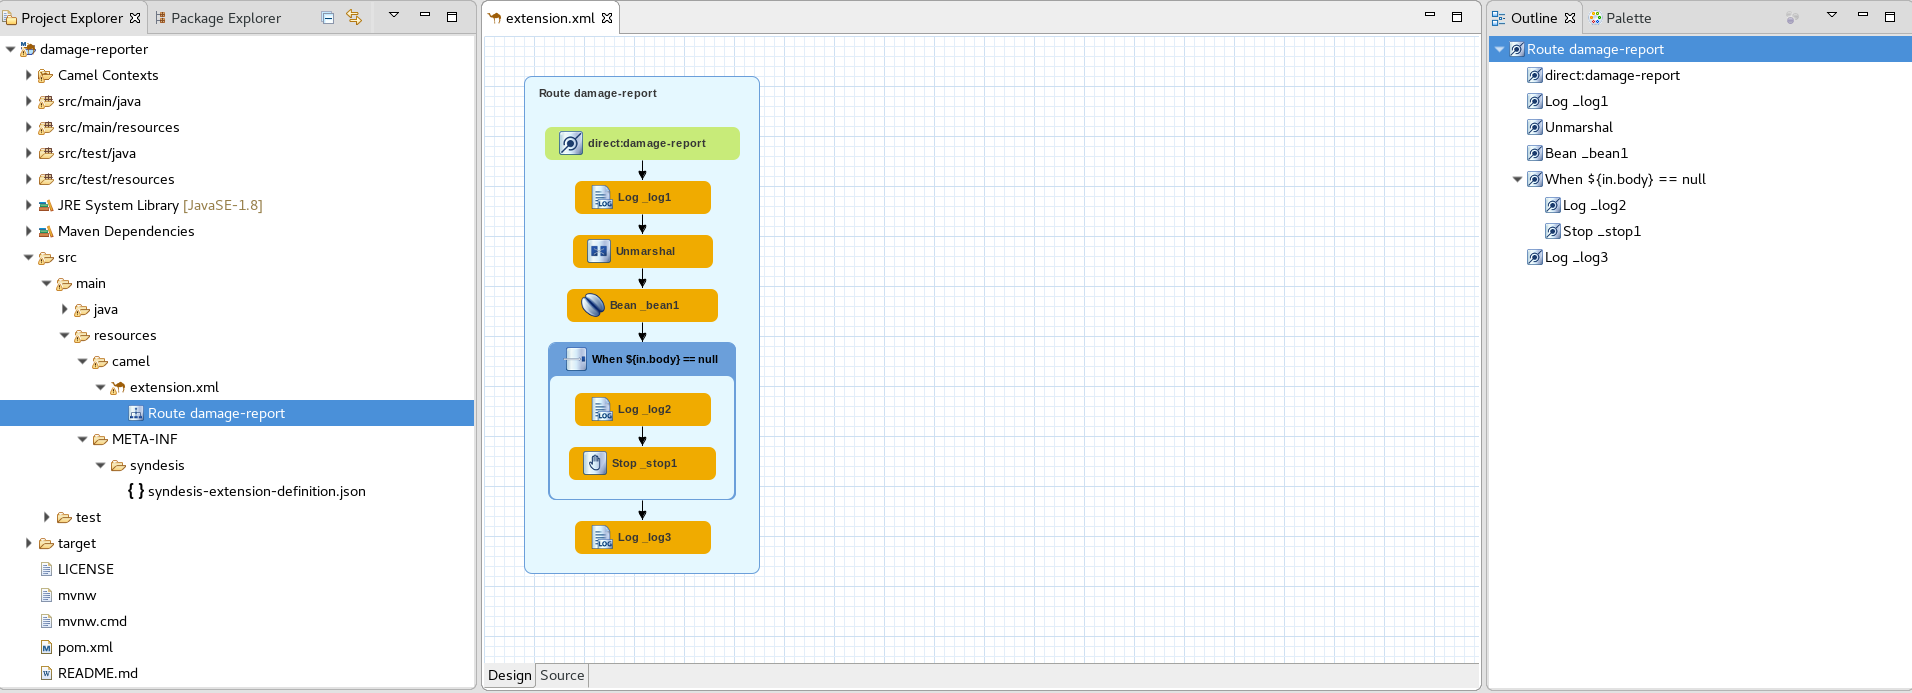 Project Explorer
Package Explorer
damage-reporter
Camel Contexts
src/main/java
src/main/resources
src/test/java
src/test/resources
JRE System Library [JavaSE-1.8]
Maven Dependencies
src
main
java
resources
camel
extension.xml
Route damage-report
META-INF
syndesis
{ } syndesis-extension-definition.json
test
target
LICENSE
mvnw
mvnw.cmd
pom.xml
README.md
extension.xml
Route damage-report
direct:damage-report
LOG Log _log1
Unmarshal
Bean _bean1
When ${in.body} == null
LOG Log _log2
Stop _stop1
LOG Log _log3
Design Source
Outline
Palette
Route damage-report
direct:damage-report
Log _log1
Unmarshal
Bean _bean1
When ${in.body} == null
Log _log2
Stop _stop1
Log _log3